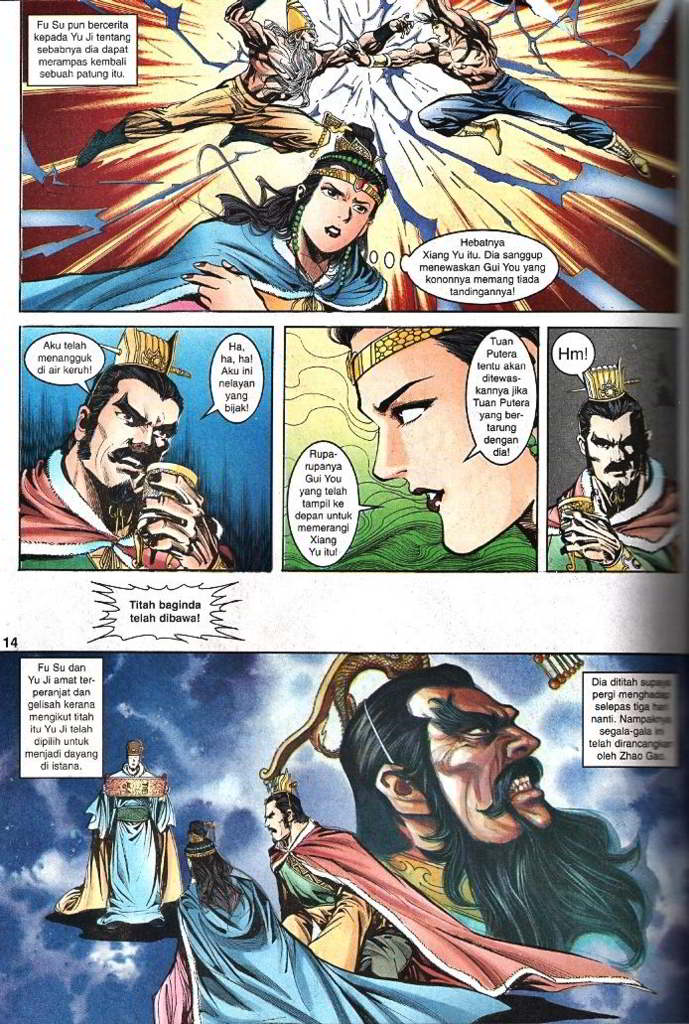 Fu Su pun bercerita
kepada Yu Ji tentang
sebabnya dia dapat
merampas kembali
sebuah patung itu.
Hebatnya
Xiang Yu itu. Dia sanggup
menewaskan Gui You yang
kononnya memang tiada
tandingannya!
Aku telah
menangguk
di air keruh!
Ha,
ha, ha!
Aku ini
nelayan
yang
bijak!
Tuan
Putera
tentu akan
ditewas-
kannya jika
Tuan Putera
yang ber-
tarung
dengan
dia!
Rupa-
rupanya
Gui You
yang telah
tampil ke
depan untuk
memerangi
Xiang
Yu itu!
Hm!
Titah baginda
telah dibawa!
14
Fu Su dan
Yu Ji amat ter-
peranjat dan
gelisah kerana
mengikut titah
itu Yu Ji telah
dipilih untuk
menjadi dayang
di istana.
Dia dititah supaya
pergi menghadap
selepas tiga hari
nanti. Nampaknya
segala-gala ini
telah dirancangkan
oleh Zhao Gao.